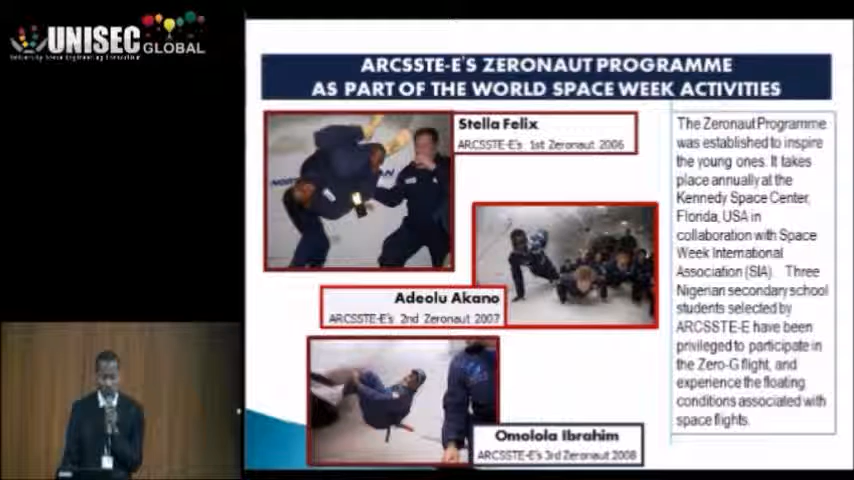 UNISEC GLOBAL
University Space Engineering Consortium
ARCSSTE-E'S ZERONAUT PROGRAMME
AS PART OF THE WORLD SPACE WEEK ACTIVITIES
Stella Felix
ARCSSTE-E's 1st Zeronaut 2006
Adeolu Akano
ARCSSTE-E's 2nd Zeronaut 2007
Omolola Ibrahim
ARCSSTE-E's 3rd Zeronaut 2008
The Zeronaut Programme
was established to inspire
the young ones. It takes
place annually at the
Kennedy Space Center,
Florida, USA in
collaboration with Space
Week International
Association (SIA). Three
Nigerian secondary school
students selected by
ARCSSTE-E have been
privileged to participate in
the Zero-G flight, and
experience the floating
conditions associated with
space flights.